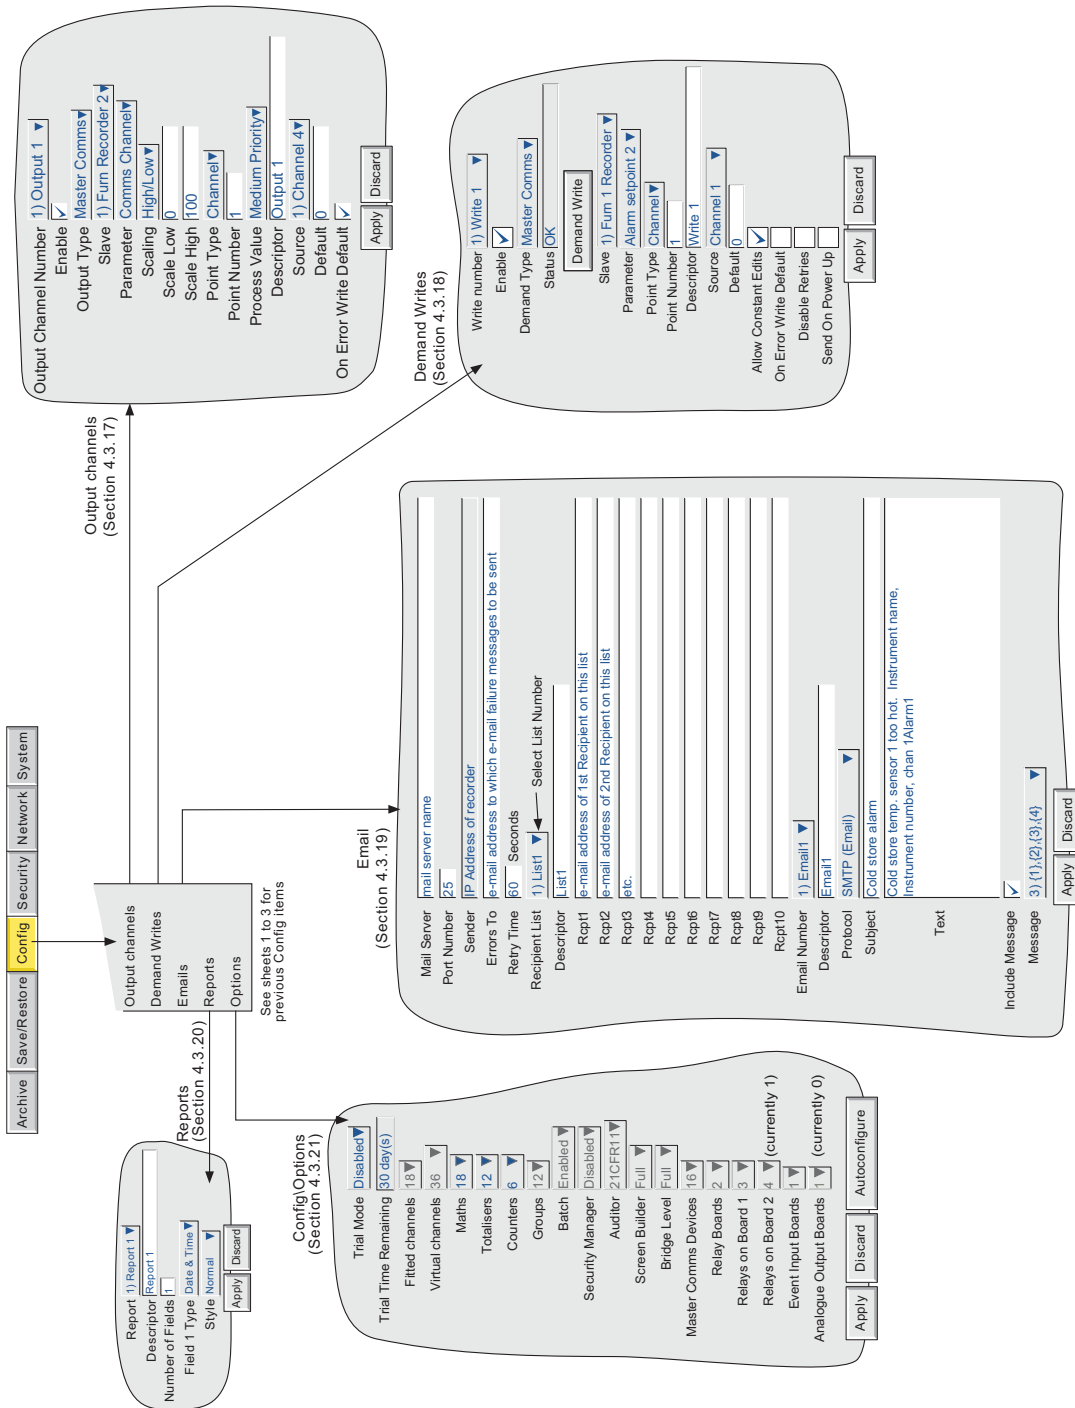 Archive
Save/Restore
Config
Security
Network
System
Output channels
Demand Writes
Emails
Reports
Options
See sheets 1 to 3 for
previous Config items
Reports
(Section 4.3.20)
Report 1) Report 1
Descriptor Report 1
Number of Fields 1
Field 1 Type Date & Time
Style Normal
Apply Discard
Config\Options
(Section 4.3.21)
Trial Mode Disabled
Trial Time Remaining 30 day(s)
Fitted channels 18
Virtual channels 36
Maths 18
Totalisers 12
Counters 6
Groups 12
Batch Enabled
Security Manager Disabled
Auditor 21CFR11
Screen Builder Full
Bridge Level Full
Master Comms Devices 16
Relay Boards 2
Relays on Board 1 3
Relays on Board 2 4 (currently 1)
Event Input Boards 1
Analogue Output Boards 1 (currently 0)
Apply Discard Autoconfigure
Email
(Section 4.3.19)
Mail Server mail server name
Port Number 25
Sender IP Address of recorder
Errors To e-mail address to which e-mail failure messages to be sent
Retry Time 60 Seconds
Recipient List 1) List1 Select List Number
Descriptor List1
Rcpt1 e-mail address of 1st Recipient on this list
Rcpt2 e-mail address of 2nd Recipient on this list
Rcpt3 etc.
Rcpt4
Rcpt5
Rcpt6
Rcpt7
Rcpt8
Rcpt9
Rcpt10
Email Number 1) Email1
Descriptor Email1
Protocol SMTP (Email)
Subject Cold store alarm
Text Cold store temp. sensor 1 too hot. Instrument name,
Instrument number, chan 1Alarm1
Include Message
Message 3) {1},{2},{3},{4}
Apply Discard
Output channels
(Section 4.3.17)
Output Channel Number 1) Output 1
Enable
Output Type Master Comms
Slave 1) Furn Recorder 2
Parameter Comms Channel
Scaling High/Low
Scale Low 0
Scale High 100
Point Type Channel
Point Number 1
Process Value Medium Priority
Descriptor Output 1
Source 1) Channel 4
Default 0
On Error Write Default
Apply Discard
Demand Writes
(Section 4.3.18)
Write number 1) Write 1
Enable
Demand Type Master Comms
Status OK
Demand Write
Slave 1) Furn 1 Recorder
Parameter Alarm setpoint 2
Point Type Channel
Point Number 1
Descriptor Write 1
Source Channel 1
Default 0
Allow Constant Edits
On Error Write Default
Disable Retries
Send On Power Up
Apply Discard